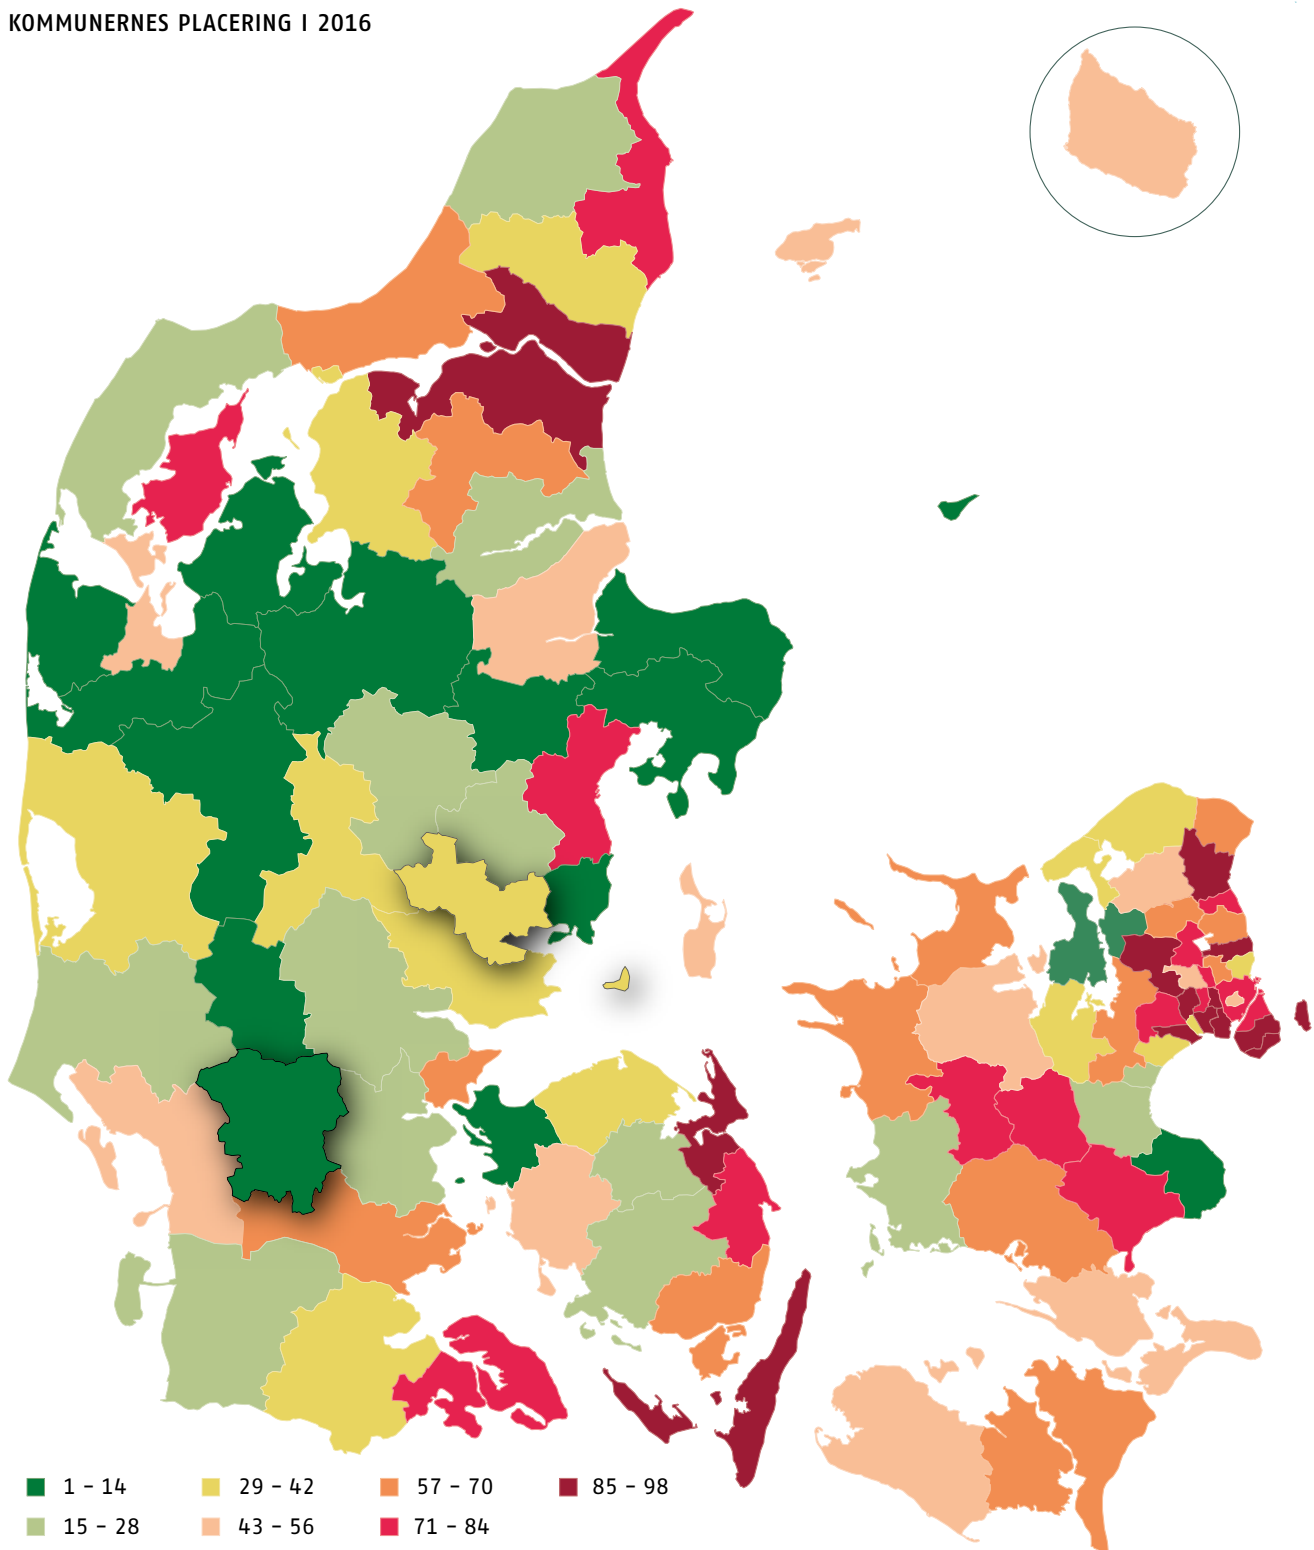 KOMMUNERNES PLACERING I 2016
1 – 14
29 – 42
57 – 70
85 – 98
15 – 28
43 – 56
71 – 84